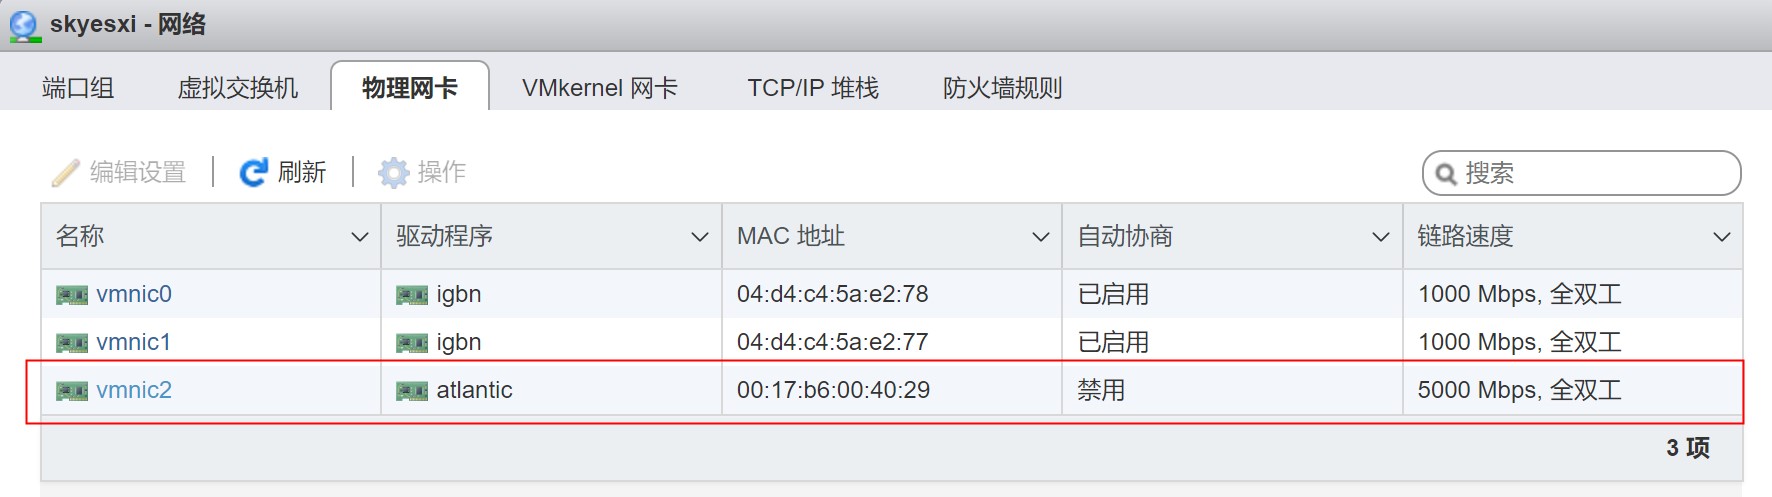 skyesxi - 网络
端口组 虚拟交换机 物理网卡 VMkernel 网卡 TCP/IP 堆栈 防火墙规则
编辑设置 刷新 操作 搜索
名称 驱动程序 MAC 地址 自动协商 链路速度
vmnic0 igbn 04:d4:c4:5a:e2:78 已启用 1000 Mbps, 全双工
vmnic1 igbn 04:d4:c4:5a:e2:77 已启用 1000 Mbps, 全双工
vmnic2 atlantic 00:17:b6:00:40:29 禁用 5000 Mbps, 全双工
3 项